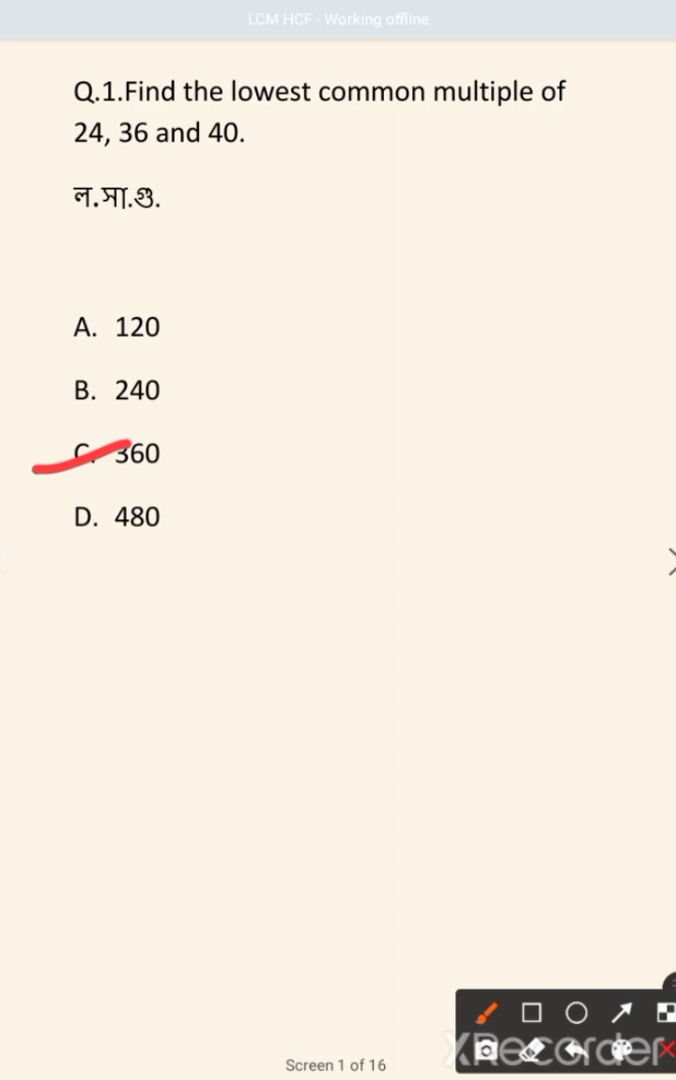 LCM HCF - Working offline
Q.1.Find the lowest common multiple of
24, 36 and 40.
ল.সা.গু.
A. 120
B. 240
C. 360
D. 480
Screen 1 of 16
XRecorder